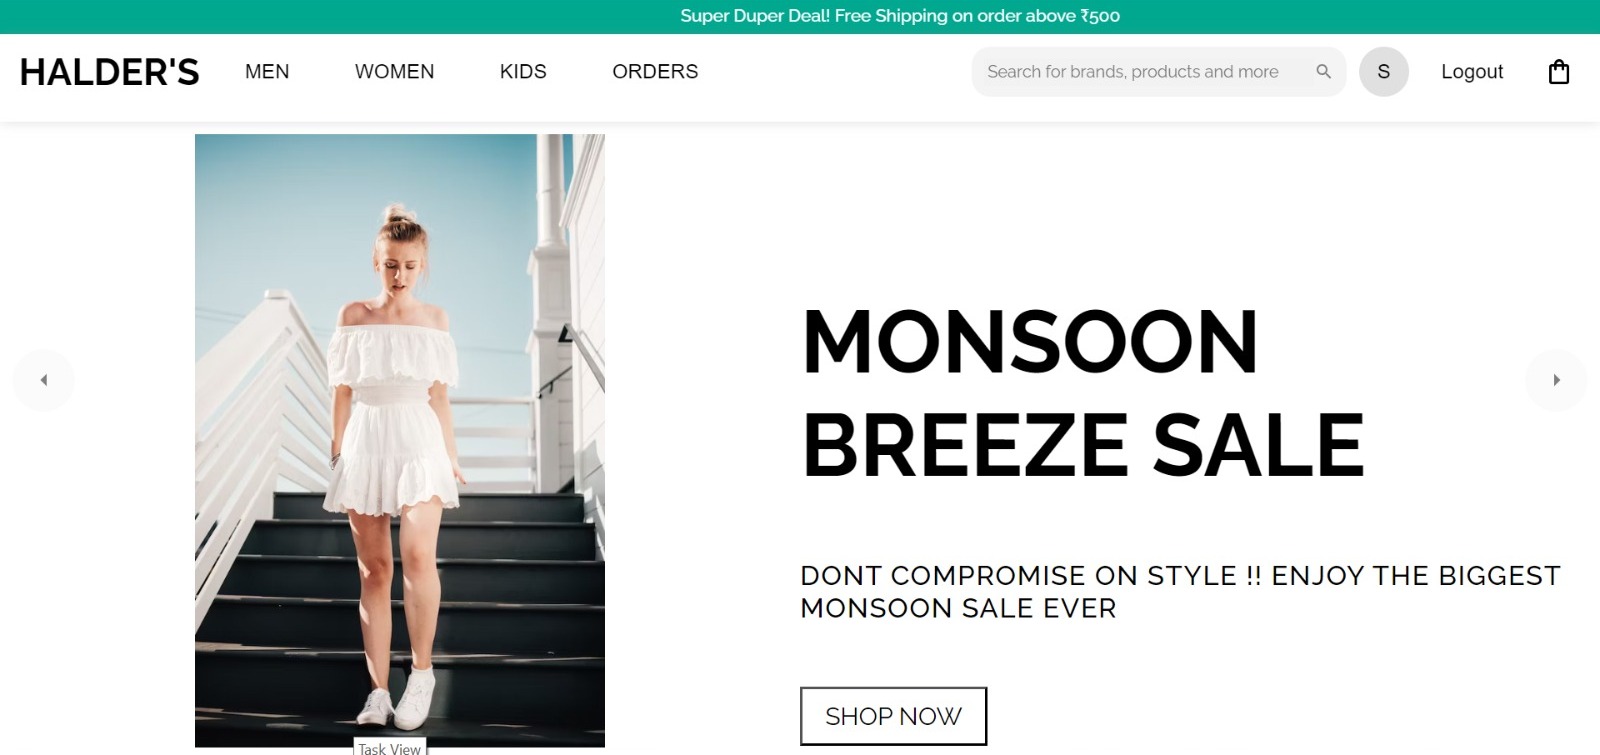 Super Duper Deal! Free Shipping on order above ₹500
HALDER'S MEN WOMEN KIDS ORDERS Search for brands, products and more S Logout
MONSOON
BREEZE SALE
DONT COMPROMISE ON STYLE !! ENJOY THE BIGGEST
MONSOON SALE EVER
SHOP NOW
Task View